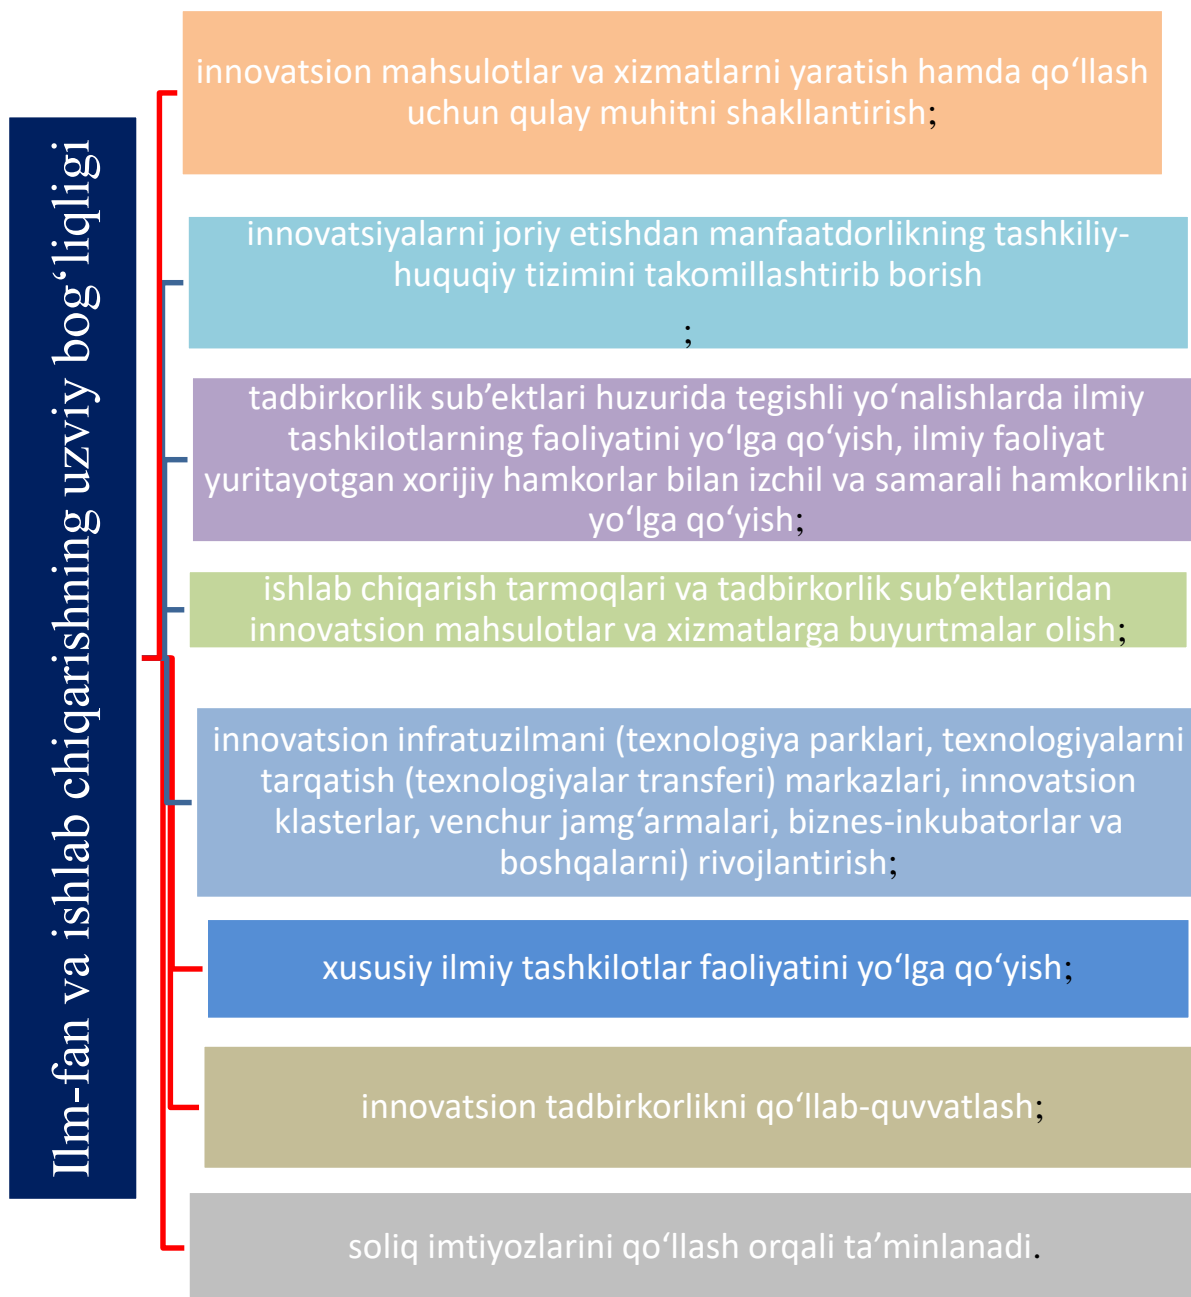 Ilm-fan va ishlab chiqarishning uzviy bog‘liqligi
innovatsion mahsulotlar va xizmatlarni yaratish hamda qo‘llash
uchun qulay muhitni shakllantirish;
innovatsiyalarni joriy etishdan manfaatdorlikning tashkiliy-
huquqiy tizimini takomillashtirib borish
;
tadbirkorlik sub’ektlari huzurida tegishli yo‘nalishlarda ilmiy
tashkilotlarning faoliyatini yo‘lga qo‘yish, ilmiy faoliyat
yuritayotgan xorijiy hamkorlar bilan izchil va samarali hamkorlikni
yo‘lga qo‘yish;
ishlab chiqarish tarmoqlari va tadbirkorlik sub’ektlaridan
innovatsion mahsulotlar va xizmatlarga buyurtmalar olish;
innovatsion infratuzilmani (texnologiya parklari, texnologiyalarni
tarqatish (texnologiyalar transferi) markazlari, innovatsion
klasterlar, venchur jamg‘armalari, biznes-inkubatorlar va
boshqalarni) rivojlantirish;
xususiy ilmiy tashkilotlar faoliyatini yo‘lga qo‘yish;
innovatsion tadbirkorlikni qo‘llab-quvvatlash;
soliq imtiyozlarini qo‘llash orqali ta’minlanadi.